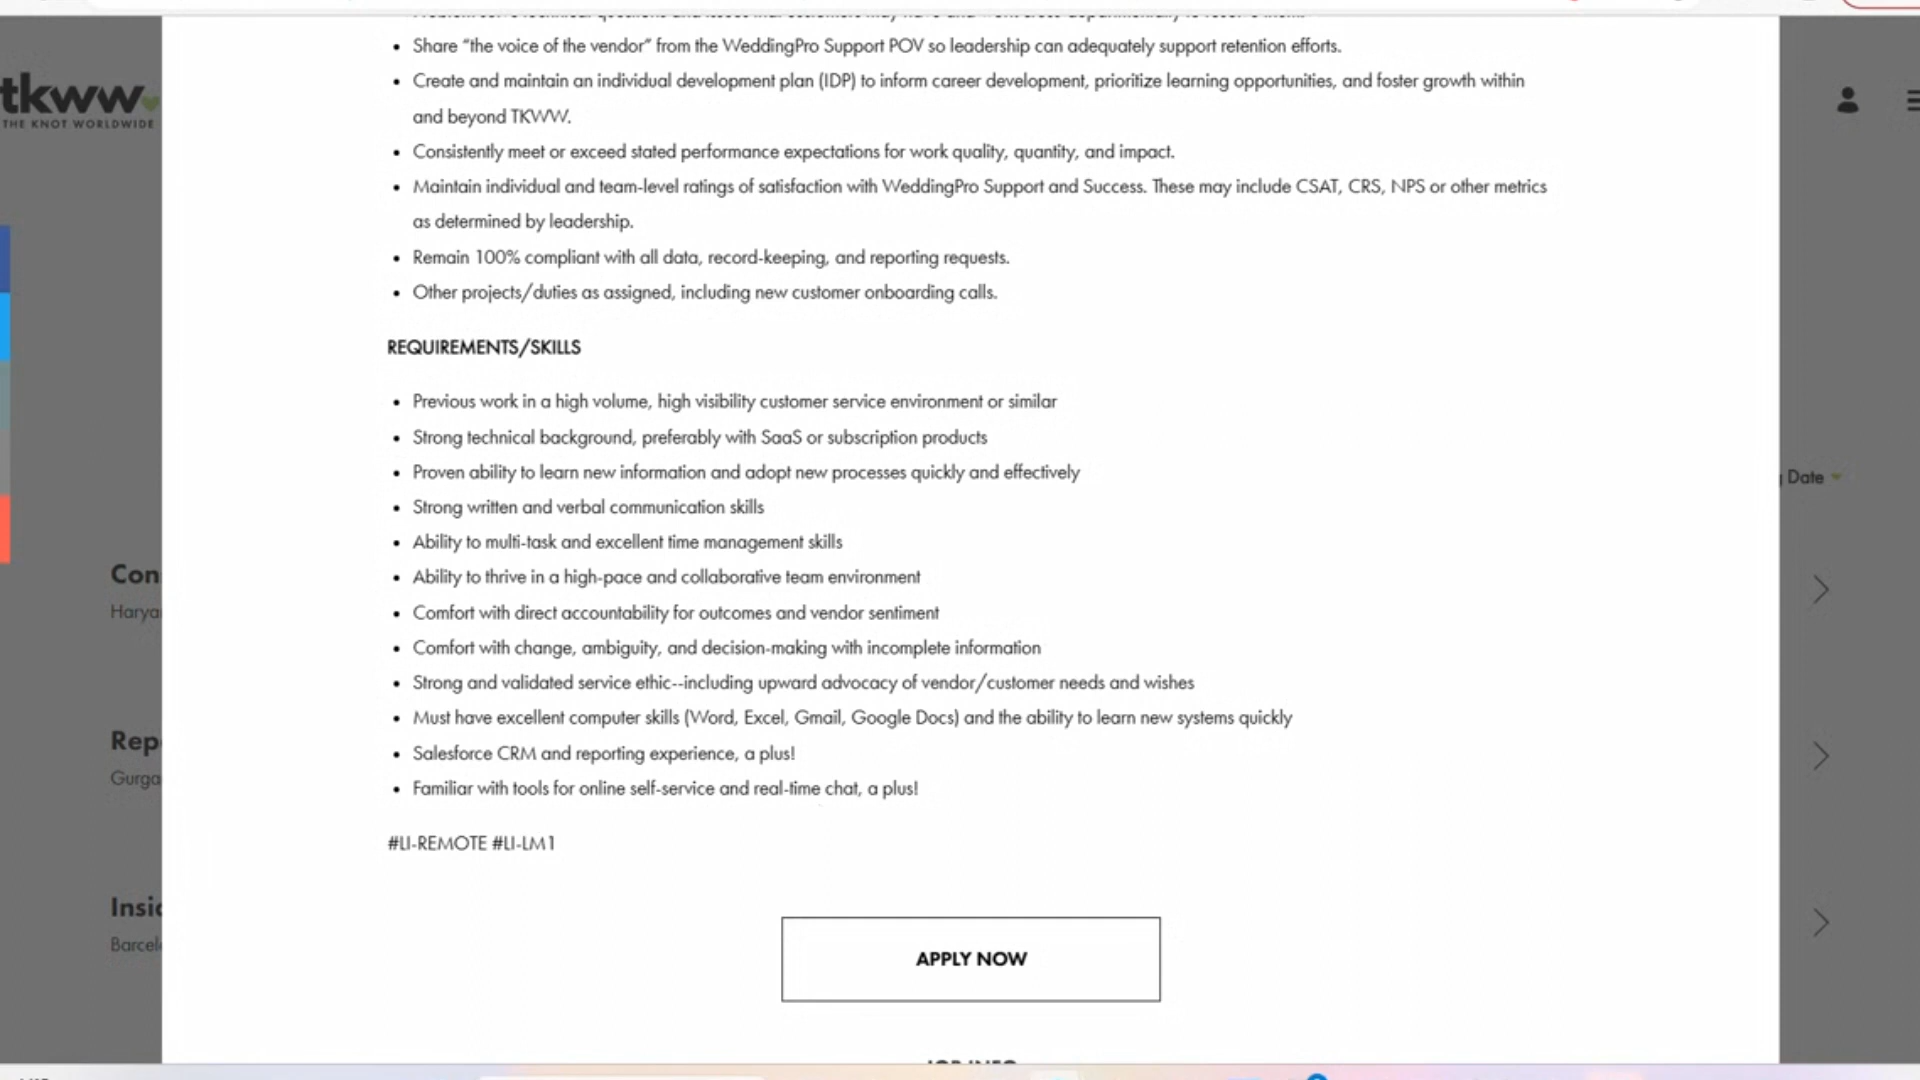 Share “the voice of the vendor” from the WeddingPro Support POV so leadership can adequately support retention efforts.
Create and maintain an individual development plan (IDP) to inform career development, prioritize learning opportunities, and foster growth within
and beyond TKWW.
Consistently meet or exceed stated performance expectations for work quality, quantity, and impact.
Maintain individual and team-level ratings of satisfaction with WeddingPro Support and Success. These may include CSAT, CRS, NPS or other metrics
as determined by leadership.
Remain 100% compliant with all data, record-keeping, and reporting requests.
Other projects/duties as assigned, including new customer onboarding calls.
REQUIREMENTS/SKILLS
Previous work in a high volume, high visibility customer service environment or similar
Strong technical background, preferably with SaaS or subscription products
Proven ability to learn new information and adopt new processes quickly and effectively
Strong written and verbal communication skills
Ability to multi-task and excellent time management skills
Ability to thrive in a high-pace and collaborative team environment
Comfort with direct accountability for outcomes and vendor sentiment
Comfort with change, ambiguity, and decision-making with incomplete information
Strong and validated service ethic--including upward advocacy of vendor/customer needs and wishes
Must have excellent computer skills (Word, Excel, Gmail, Google Docs) and the ability to learn new systems quickly
Salesforce CRM and reporting experience, a plus!
Familiar with tools for online self-service and real-time chat, a plus!
#LI-REMOTE #LI-LM1
APPLY NOW
tkww
THE KNOT WORLDWIDE
Date
Con
Harya
Rep
Gurga
Insi
Barcel